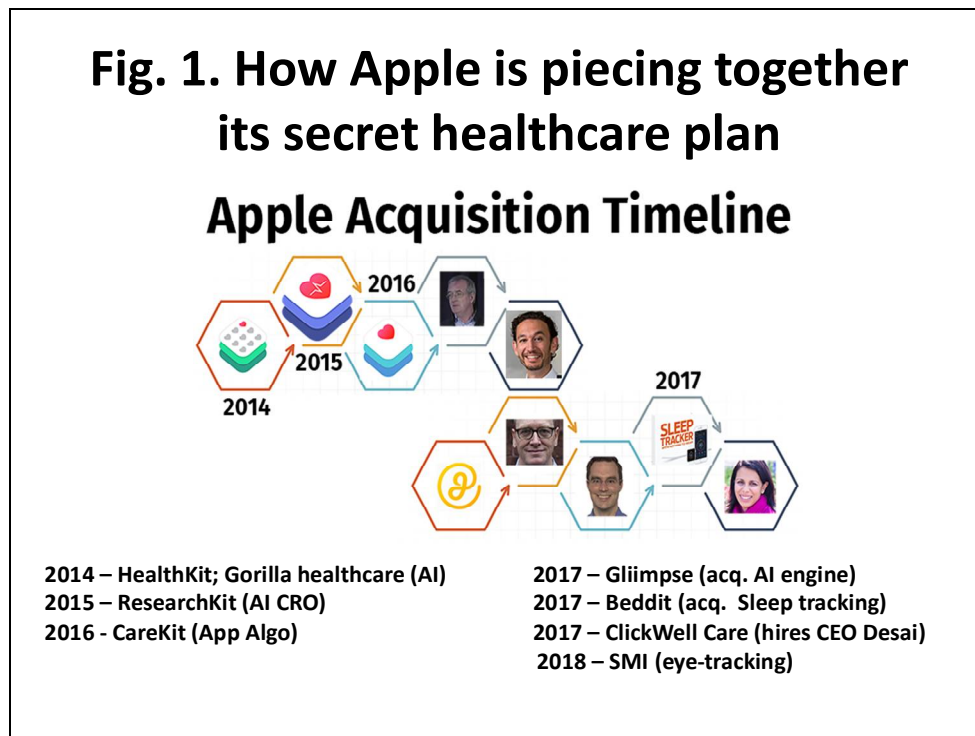 Fig. 1. How Apple is piecing together
its secret healthcare plan
Apple Acquisition Timeline
2014
2015
2016
2017
SLEEP
TRACKER
2014 – HealthKit; Gorilla healthcare (AI)
2015 – ResearchKit (AI CRO)
2016 - CareKit (App Algo)
2017 – Gliimpse (acq. AI engine)
2017 – Beddit (acq. Sleep tracking)
2017 – ClickWell Care (hires CEO Desai)
2018 – SMI (eye-tracking)